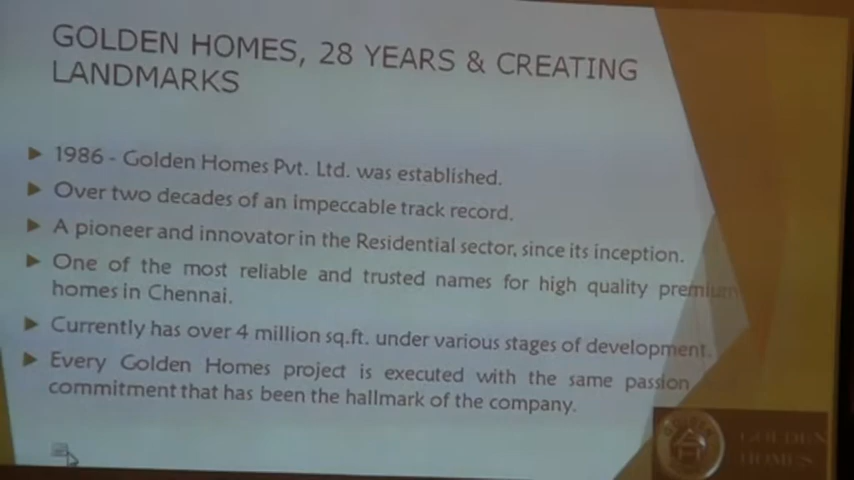 GOLDEN HOMES, 28 YEARS & CREATING
LANDMARKS
1986 - Golden Homes Pvt. Ltd. was established.
Over two decades of an impeccable track record.
A pioneer and innovator in the Residential sector, since its inception.
One of the most reliable and trusted names for high quality premium
homes in Chennai.
Currently has over 4 million sq.ft. under various stages of development.
Every Golden Homes project is executed with the same passion
commitment that has been the hallmark of the company.
GOLDEN
HOMES